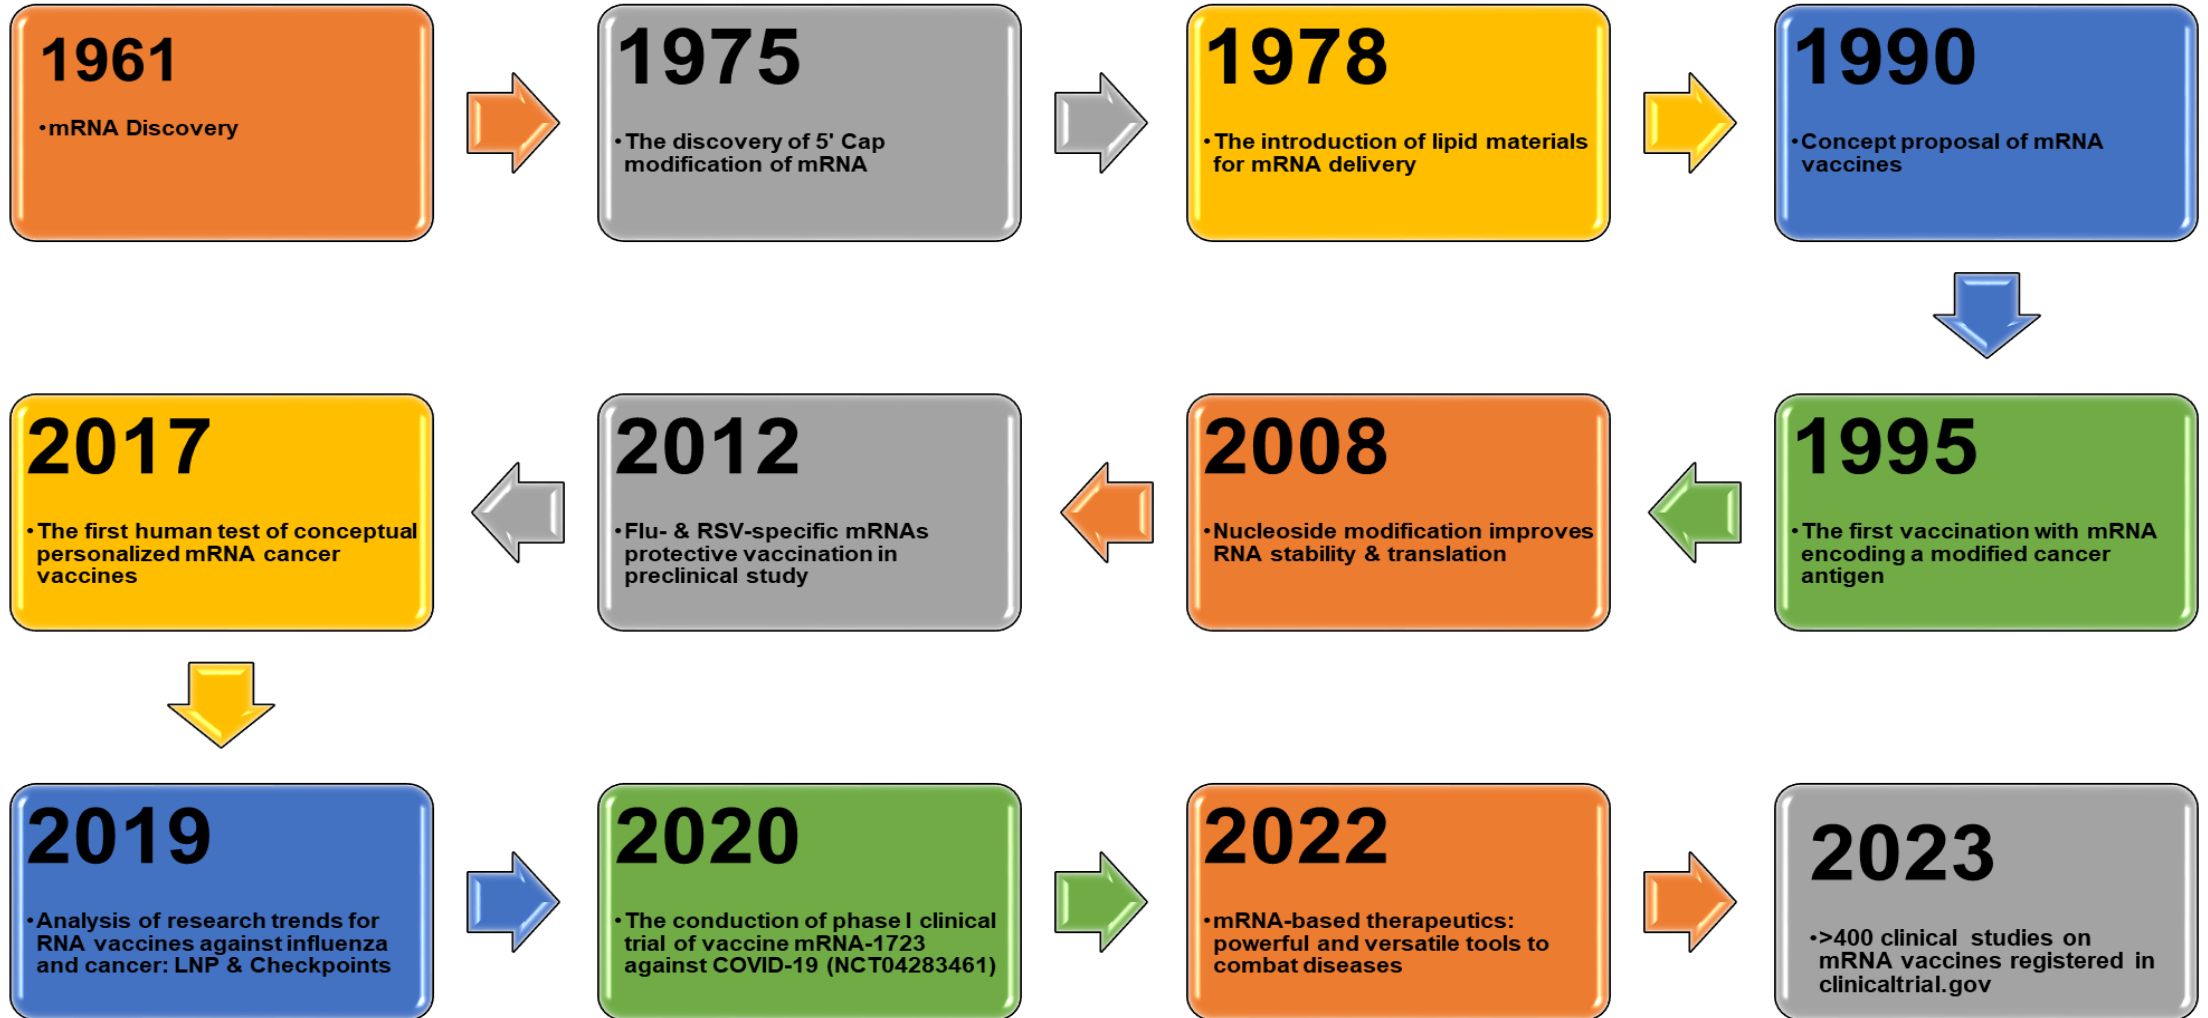 1961
•mRNA Discovery
1975
•The discovery of 5' Cap
modification of mRNA
1978
•The introduction of lipid materials
for mRNA delivery
1990
•Concept proposal of mRNA
vaccines
1995
•The first vaccination with mRNA
encoding a modified cancer
antigen
2008
•Nucleoside modification improves
RNA stability & translation
2012
•Flu- & RSV-specific mRNAs
protective vaccination in
preclinical study
2017
•The first human test of conceptual
personalized mRNA cancer
vaccines
2019
•Analysis of research trends for
RNA vaccines against influenza
and cancer: LNP & Checkpoints
2020
•The conduction of phase I clinical
trial of vaccine mRNA-1723
against COVID-19 (NCT04283461)
2022
•mRNA-based therapeutics:
powerful and versatile tools to
combat diseases
2023
•>400 clinical studies on
mRNA vaccines registered in
clinicaltrial.gov